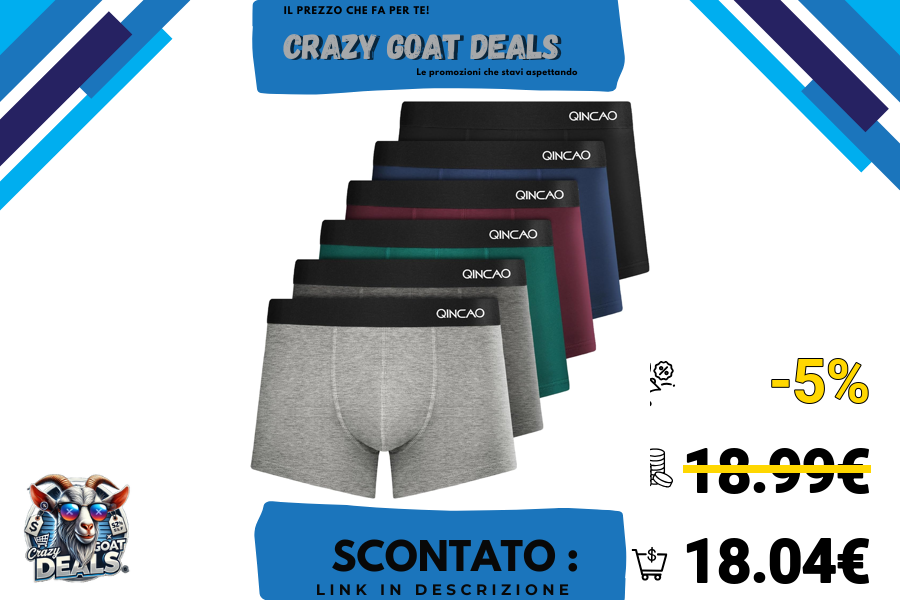 IL PREZZO CHE FA PER TE!
CRAZY GOAT DEALS
Le promozioni che stavi aspettando
QINCAO
QINCAO
QINCAO
QINCAO
QINCAO
QINCAO
-5%
18.99€
SCONTATO :
18.04€
LINK IN DESCRIZIONE
$
Crazy
GOAT
DEALS